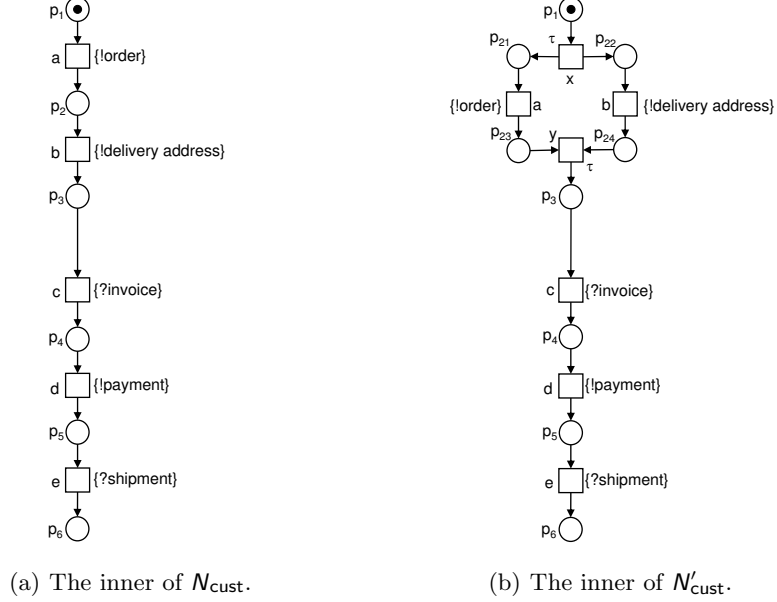 p1
a {!order}
p2
b {!delivery address}
p3
c {?invoice}
p4
d {!payment}
p5
e {?shipment}
p6
(a) The inner of Ncust.
p1
p21 τ p22
x
{!order} a b {!delivery address}
p23 y p24
τ
p3
c {?invoice}
p4
d {!payment}
p5
e {?shipment}
p6
(b) The inner of N′cust.